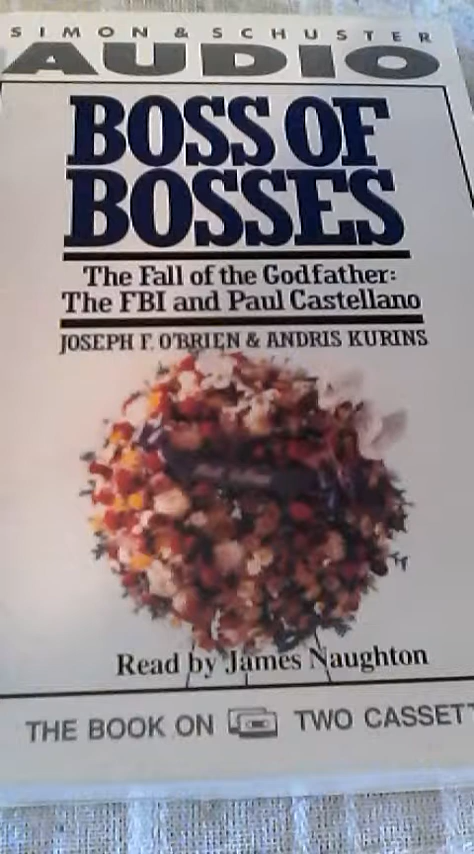 SIMON & SCHUSTER
AUDIO
BOSS OF
BOSSES
The Fall of the Godfather:
The FBI and Paul Castellano
JOSEPH F. O'BRIEN & ANDRIS KURINS
Read by James Naughton
THE BOOK ON TWO CASSETT